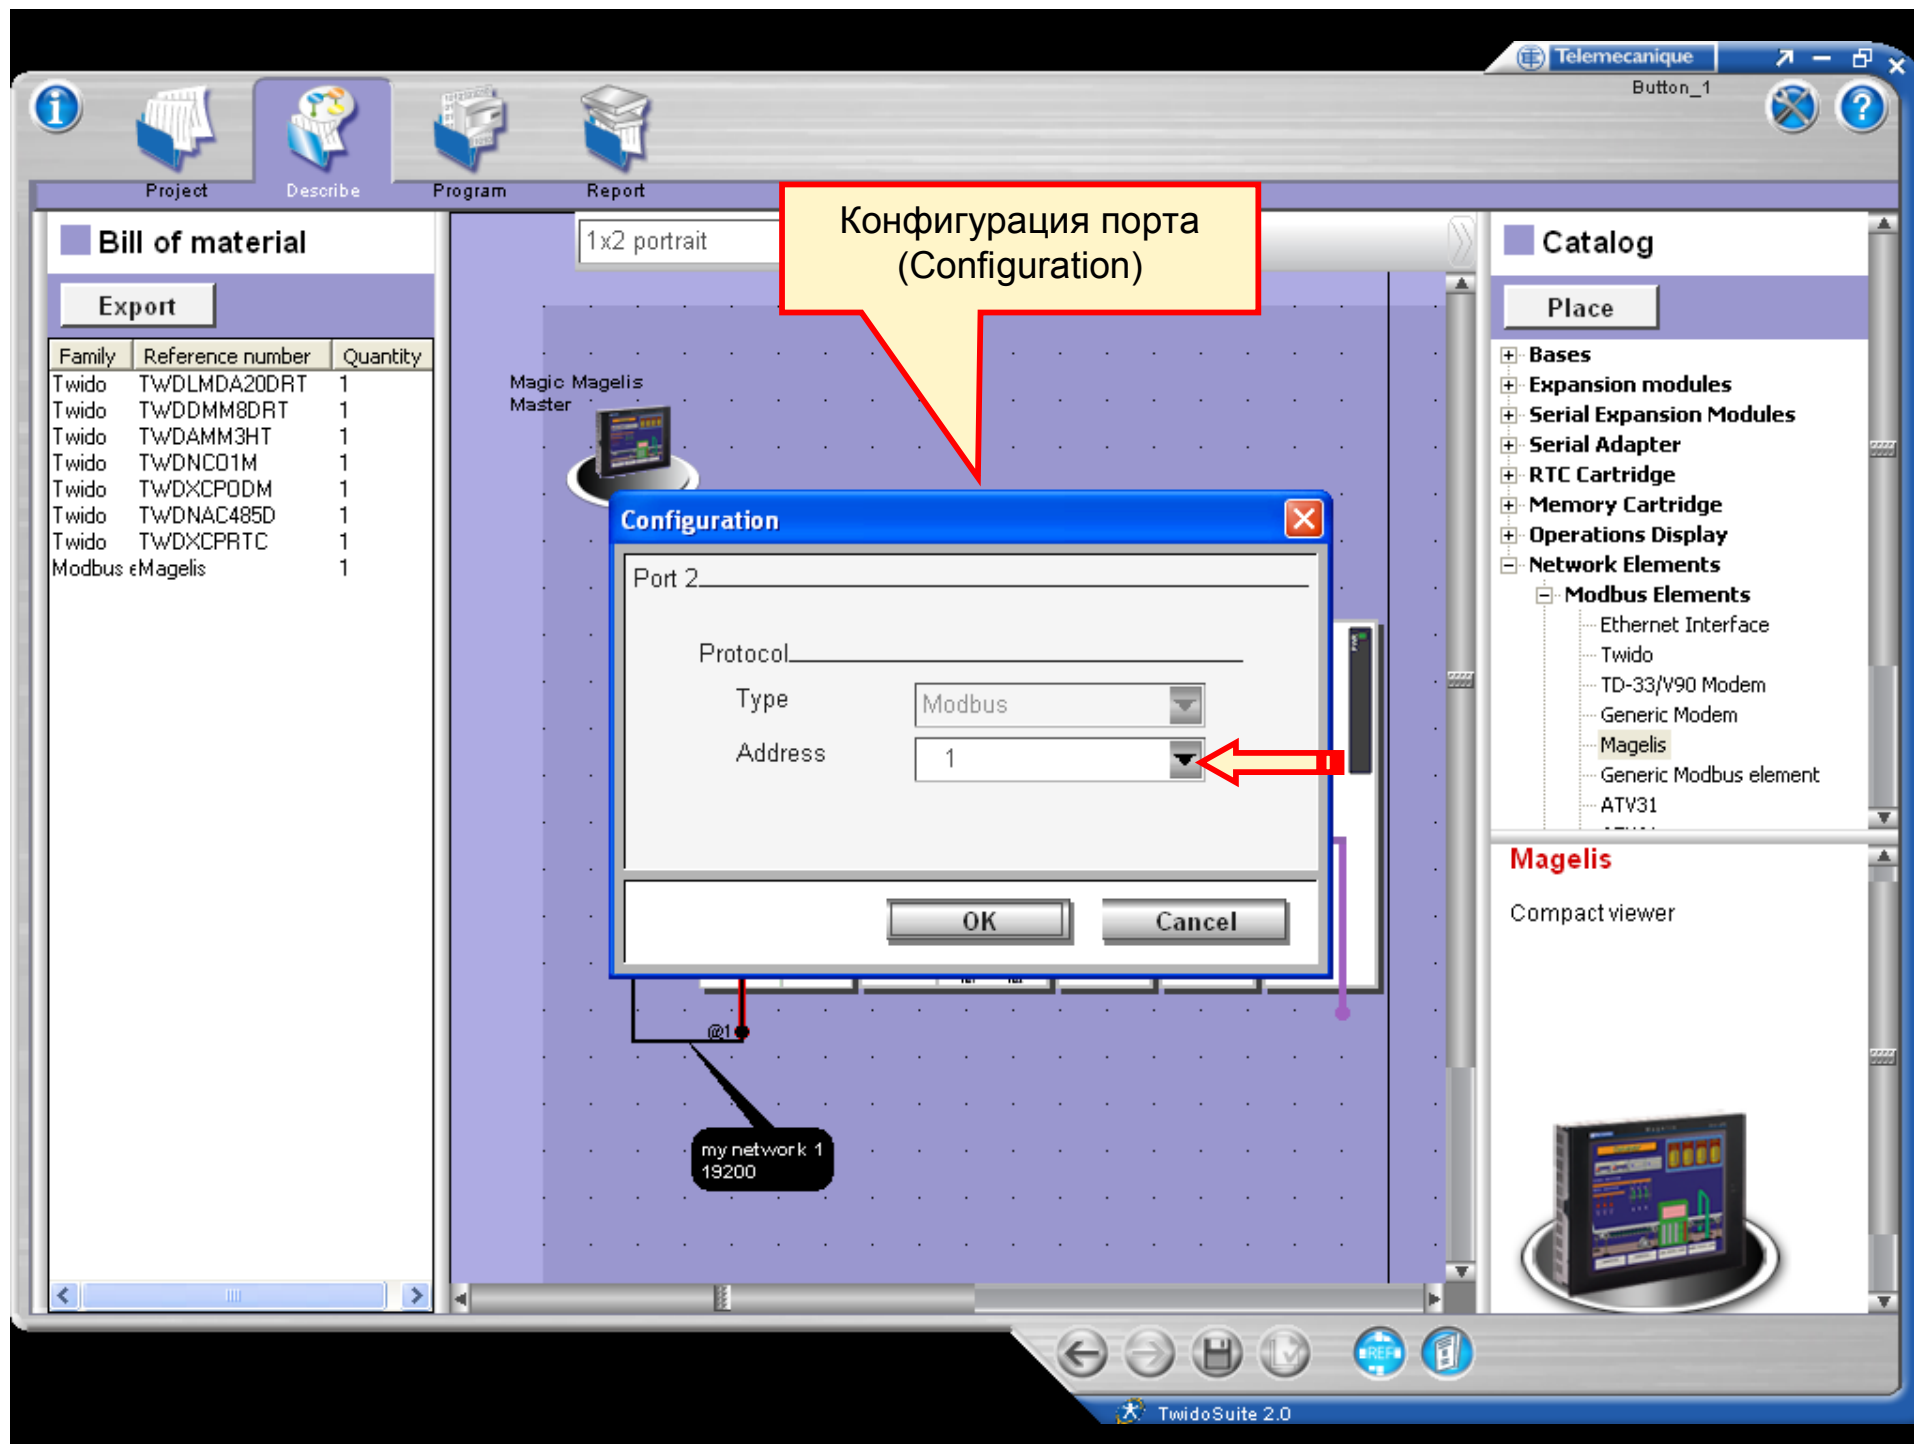 Telemecanique
Button_1
Project
Describe
Program
Report
Bill of material
Export
Family Reference number Quantity
Twido TWDLMDA20DRT 1
Twido TWDDMM8DRT 1
Twido TWDAMM3HT 1
Twido TWDNCO1M 1
Twido TWDXCPODM 1
Twido TWDNAC485D 1
Twido TWDXCPRTC 1
Modbus e Magelis 1
1x2 portrait
Конфигурация порта
(Configuration)
Magic Magelis
Master
Configuration
Port 2
Protocol
Type Modbus
Address 1
OK Cancel
@1
my network 1
19200
Catalog
Place
Bases
Expansion modules
Serial Expansion Modules
Serial Adapter
RTC Cartridge
Memory Cartridge
Operations Display
Network Elements
Modbus Elements
Ethernet Interface
Twido
TD-33/V90 Modem
Generic Modem
Magelis
Generic Modbus element
ATV31
Magelis
Compact viewer
REF
TwidoSuite 2.0